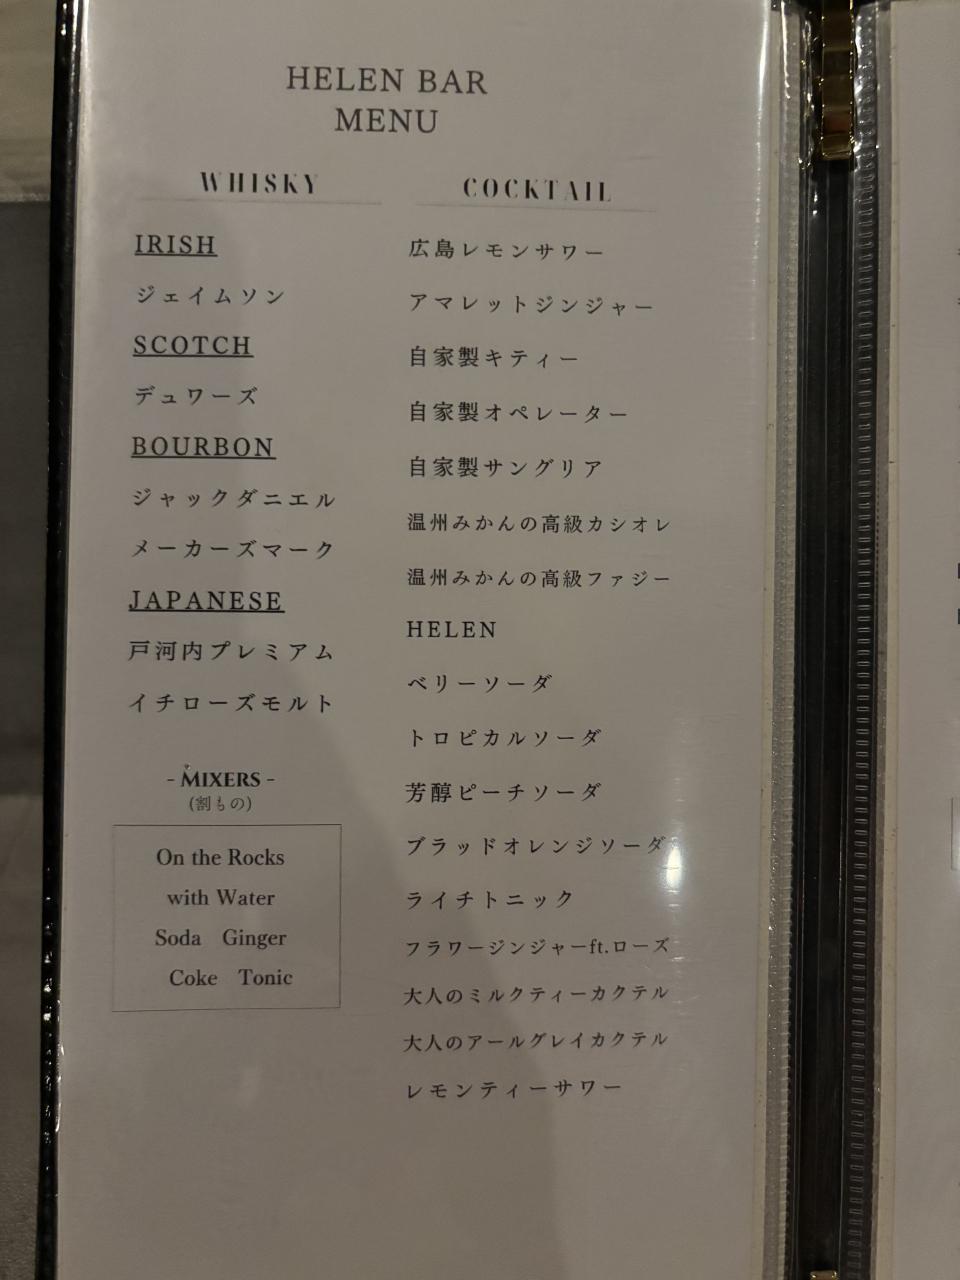 HELEN BAR
MENU
WHISKY
IRISH
ジェイムソン
SCOTCH
デュワーズ
BOURBON
ジャックダニエル
メーカーズマーク
JAPANESE
戸河内プレミアム
イチローズモルト
- MIXERS -
(割もの)
On the Rocks
with Water
Soda Ginger
Coke Tonic
COCKTAIL
広島レモンサワー
アマレットジンジャー
自家製キティー
自家製オペレーター
自家製サングリア
温州みかんの高級カシオレ
温州みかんの高級ファジー
HELEN
ベリーソーダ
トロピカルソーダ
芳醇ピーチソーダ
ブラッドオレンジソーダ
ライチトニック
フラワージンジャーft.ローズ
大人のミルクティーカクテル
大人のアールグレイカクテル
レモンティーサワー